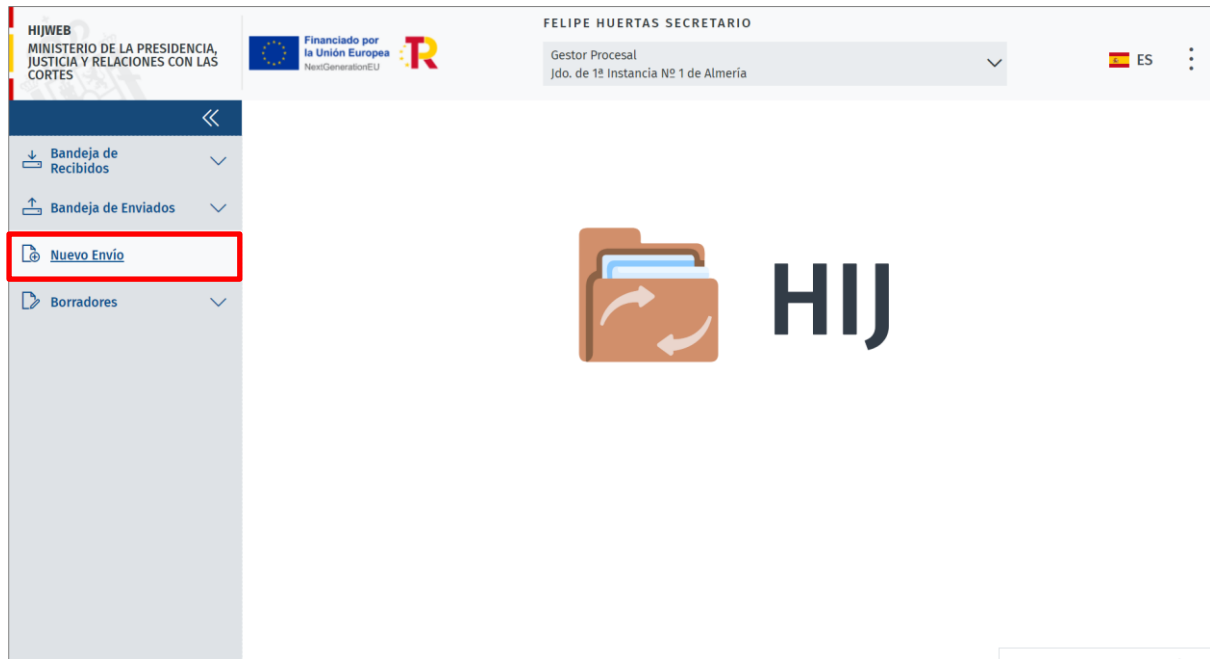 HIJWEB
MINISTERIO DE LA PRESIDENCIA,
JUSTICIA Y RELACIONES CON LAS
CORTES
Financiado por
la Unión Europea
NextGenerationEU
R
FELIPE HUERTAS SECRETARIO
Gestor Procesal
Jdo. de 1ª Instancia Nº 1 de Almería
ES
Bandeja de
Recibidos
Bandeja de Enviados
Nuevo Envío
Borradores
HIJ